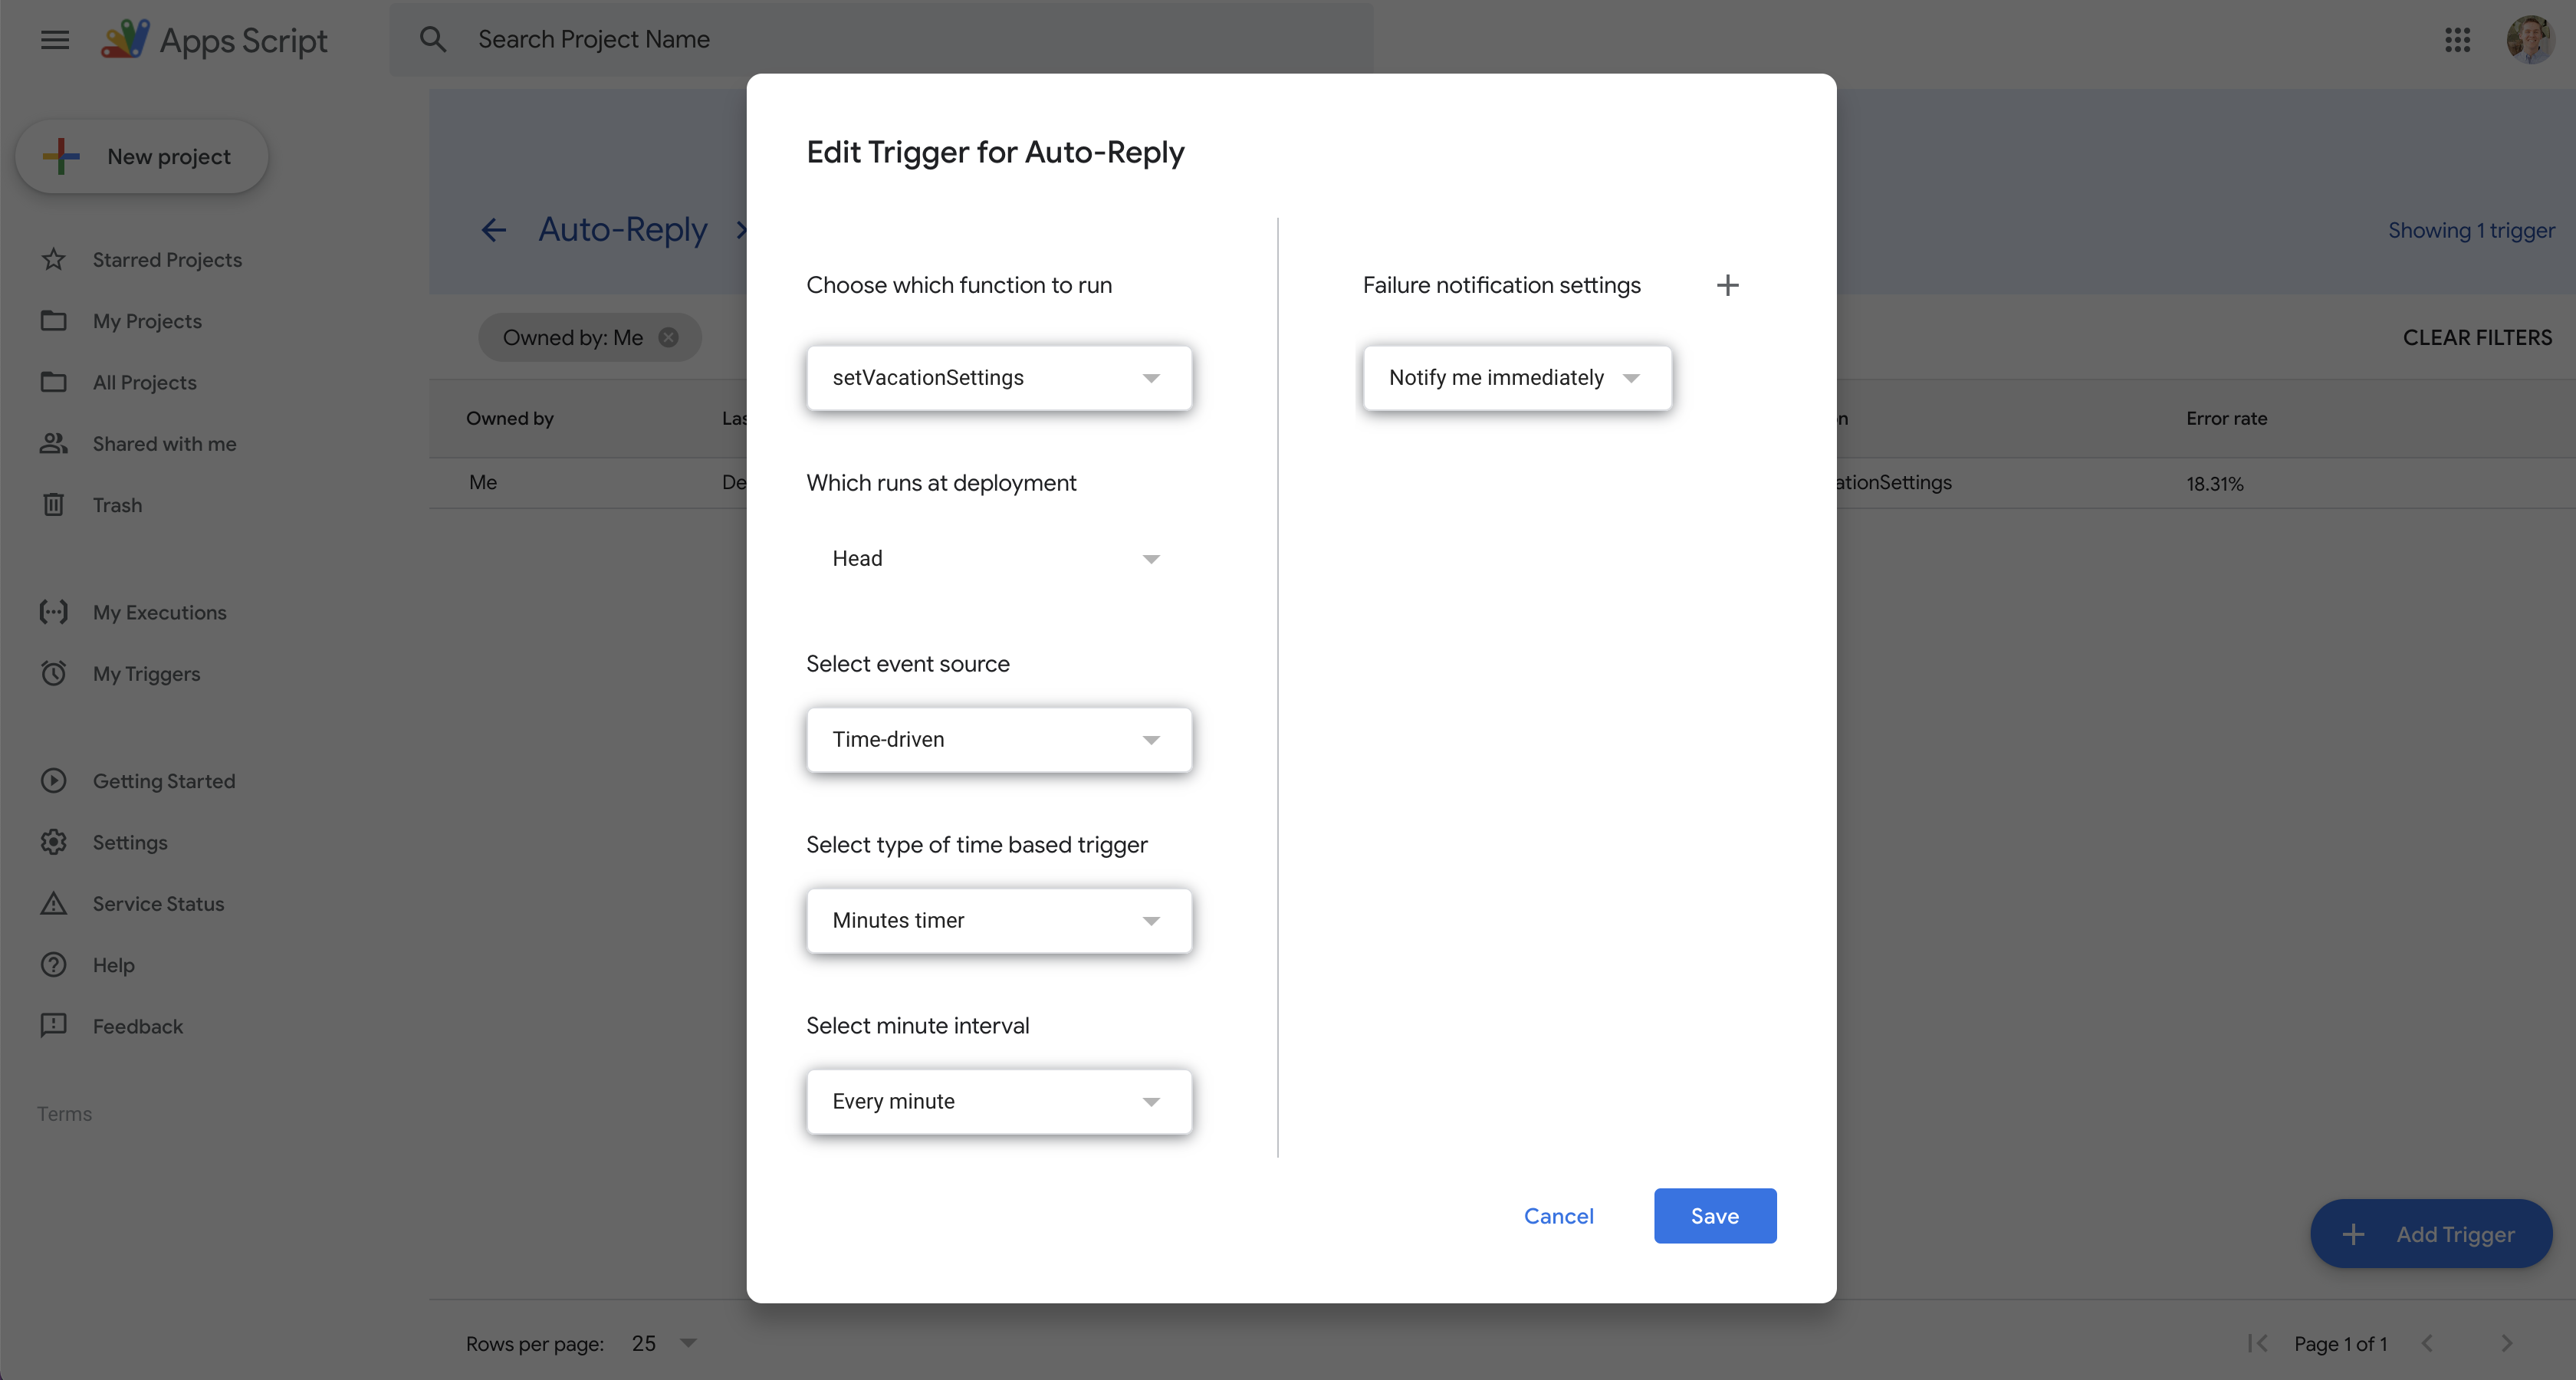 Apps Script
Search Project Name
New project
Starred Projects
My Projects
All Projects
Shared with me
Trash
My Executions
My Triggers
Getting Started
Settings
Service Status
Help
Feedback
Terms
Auto-Reply
Showing 1 trigger
Owned by: Me
CLEAR FILTERS
Owned by
Error rate
Me
18.31%
Edit Trigger for Auto-Reply
Choose which function to run
setVacationSettings
Which runs at deployment
Head
Select event source
Time-driven
Select type of time based trigger
Minutes timer
Select minute interval
Every minute
Failure notification settings
Notify me immediately
Cancel
Save
Add Trigger
Rows per page: 25
Page 1 of 1